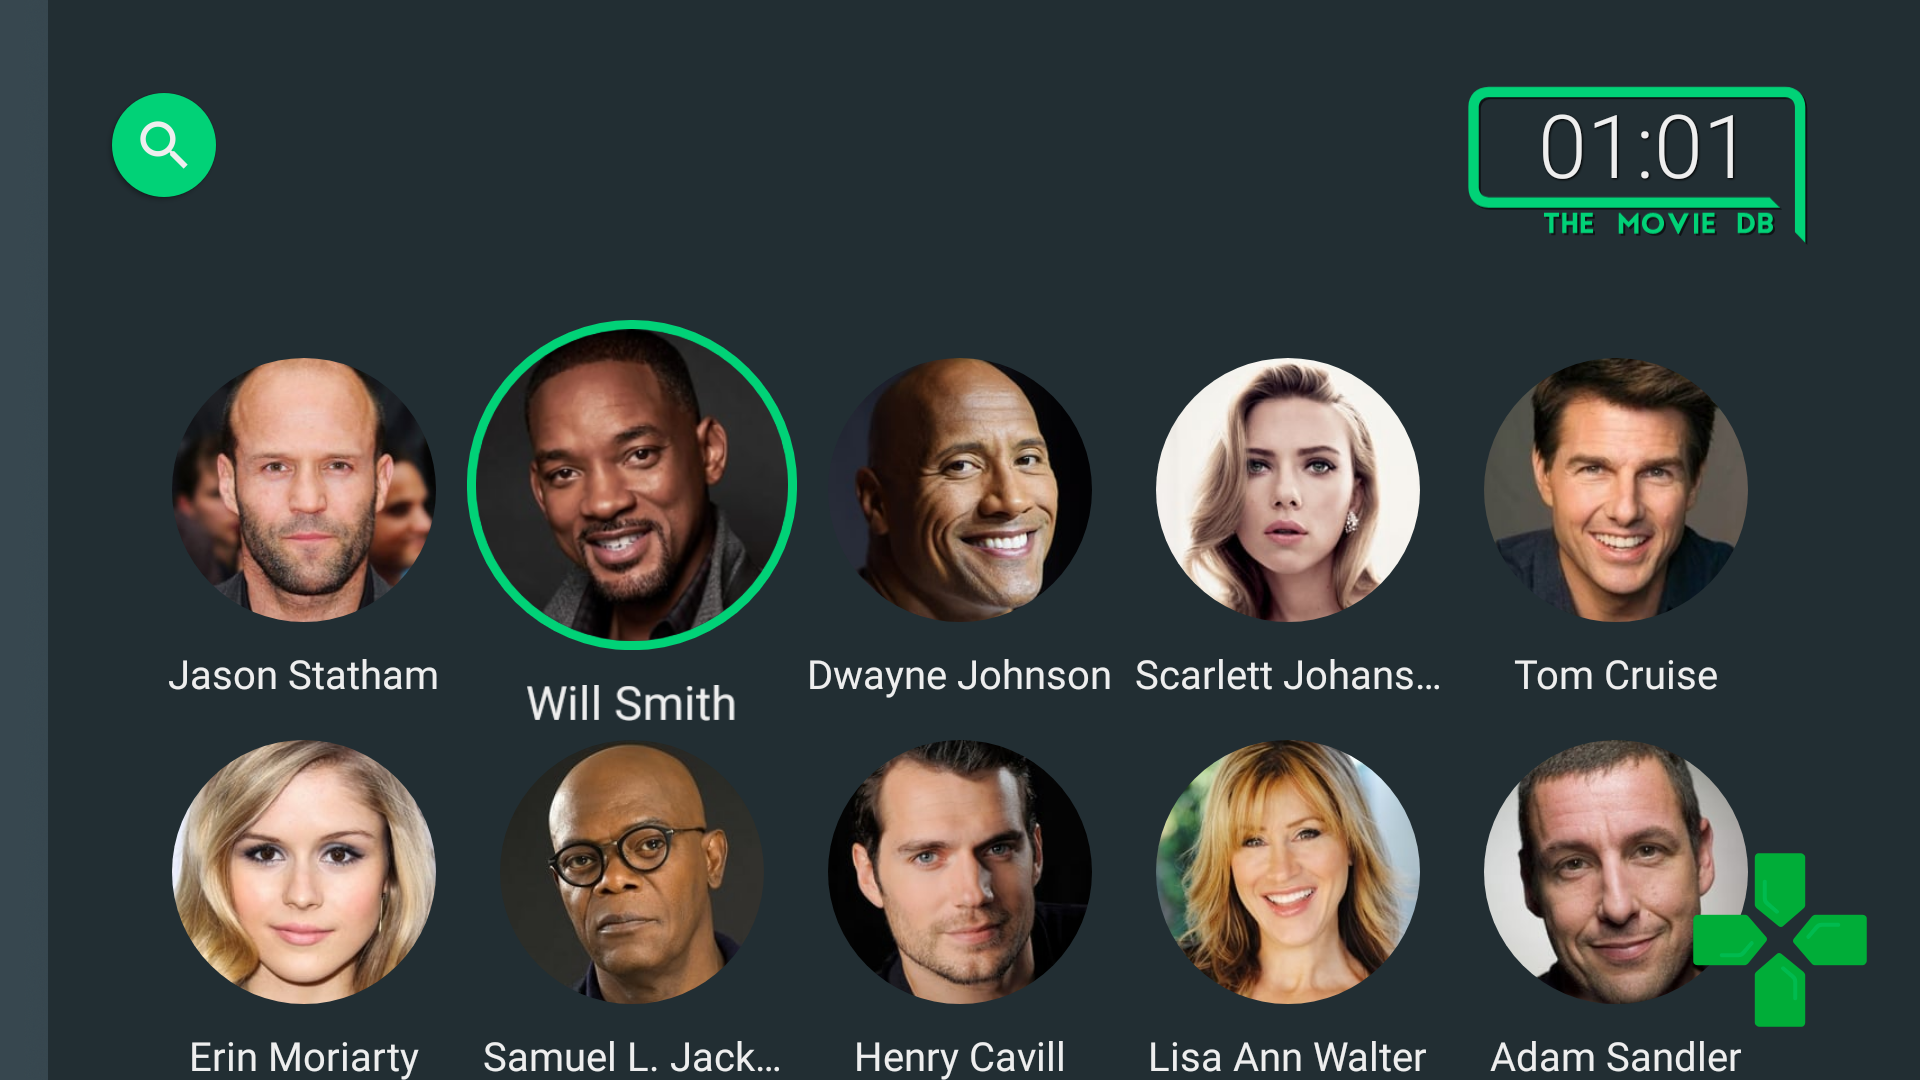 01:01
THE MOVIE DB
Jason Statham
Will Smith
Dwayne Johnson
Scarlett Johans...
Tom Cruise
Erin Moriarty
Samuel L. Jack...
Henry Cavill
Lisa Ann Walter
Adam Sandler